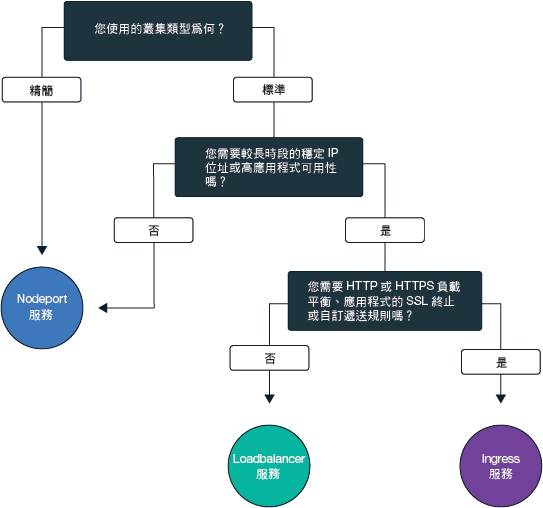 您使用的叢集類型為何？
精簡
標準
您需要較長時段的穩定 IP
位址或高應用程式可用性
嗎？
否
是
Nodeport
服務
您需要 HTTP 或 HTTPS 負載
平衡、應用程式的 SSL 終止
或自訂遞送規則嗎？
否
是
Loadbalancer
服務
Ingress
服務